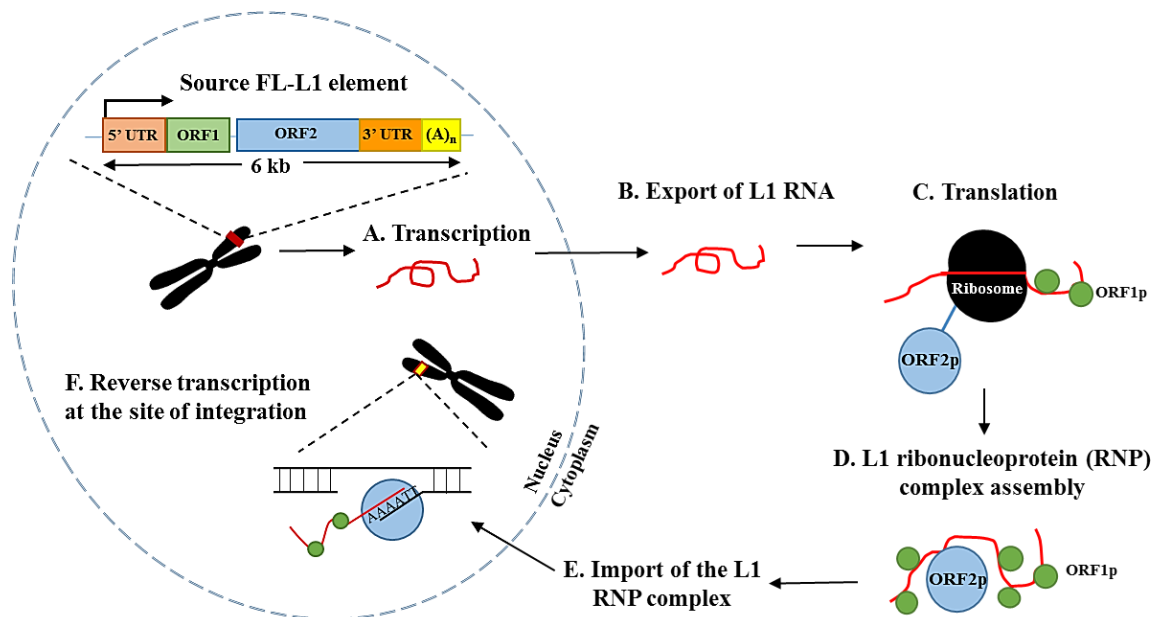 Source FL-L1 element
5' UTR ORF1 ORF2 3' UTR (A)n
6 kb
B. Export of L1 RNA
C. Translation
A. Transcription
Ribosome
ORF1p
ORF2p
F. Reverse transcription
at the site of integration
Nucleus
Cytoplasm
D. L1 ribonucleoprotein (RNP)
complex assembly
AAAATT
E. Import of the L1
RNP complex
ORF2p
ORF1p